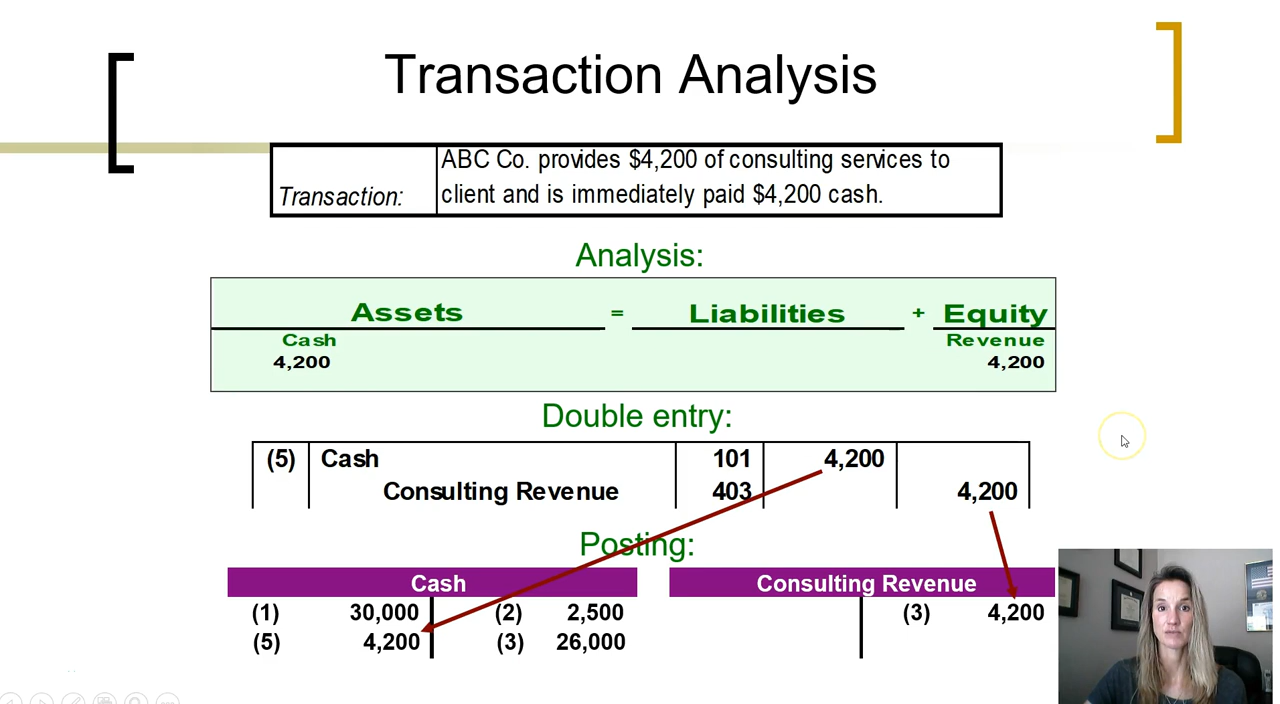 Transaction Analysis
Transaction:
ABC Co. provides $4,200 of consulting services to
client and is immediately paid $4,200 cash.
Analysis:
Assets = Liabilities + Equity
Cash Revenue
4,200 4,200
Double entry:
(5) Cash 101 4,200
Consulting Revenue 403 4,200
Posting:
Cash Consulting Revenue
(1) 30,000 (2) 2,500 (3) 4,200
(5) 4,200 (3) 26,000